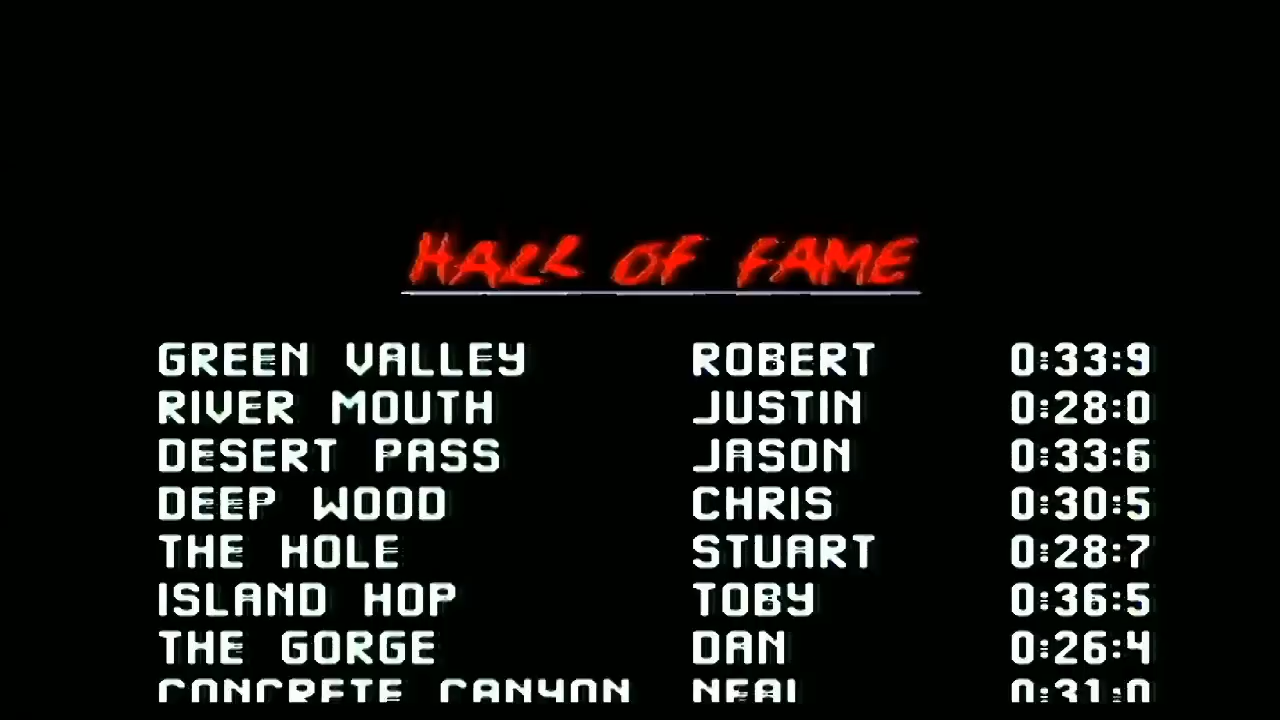 HALL OF FAME
GREEN VALLEY ROBERT 0:33:9
RIVER MOUTH JUSTIN 0:28:0
DESERT PASS JASON 0:33:6
DEEP WOOD CHRIS 0:30:5
THE HOLE STUART 0:28:7
ISLAND HOP TOBY 0:36:5
THE GORGE DAN 0:26:4
CONCRETE CANYON NEAL 0:31:0